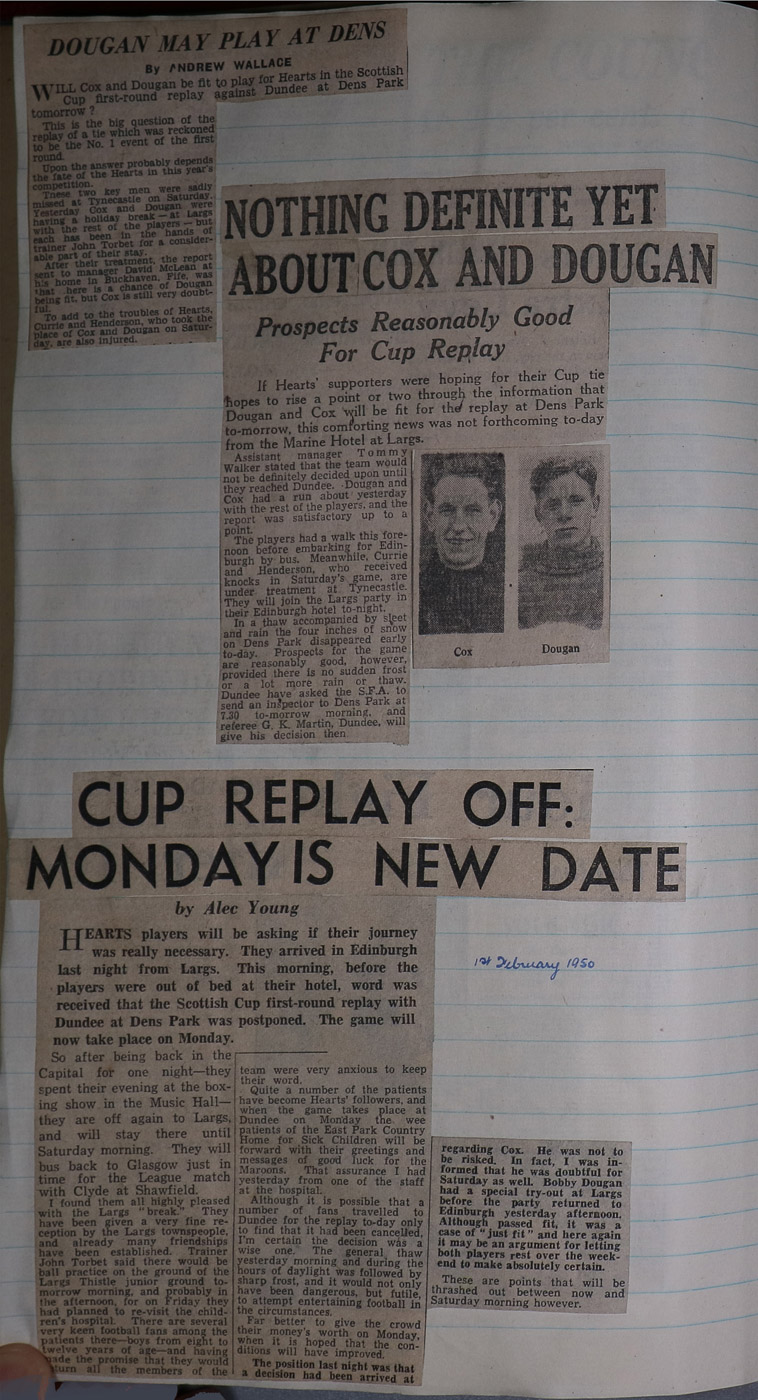 DOUGAN MAY PLAY AT DENS
By ANDREW WALLACE
WILL Cox and Dougan be fit to play for Hearts in the Scottish
Cup first-round replay against Dundee at Dens Park
tomorrow ?
This is the big question of the
replay of a tie which was reckoned
to be the No. 1 event of the first
round.
Upon the answer probably depends
the fate of the Hearts in this year's
competition.
These two key men were sadly
missed at Tynecastle on Saturday.
Yesterday Cox and Dougan were
having a holiday break—at Largs
with the rest of the players—but
each has been in the hands of
trainer John Torbet for a consider-
able part of their stay.
After their treatment, the report
sent to manager David McLean at
his home in Buckhaven, Fife, was
that there is a chance of Dougan
being fit, but Cox is still very doubt-
ful.
To add to the troubles of Hearts,
Currie and Henderson, who took the
place of Cox and Dougan on Satur-
day, are also injured.
NOTHING DEFINITE YET
ABOUT COX AND DOUGAN
Prospects Reasonably Good
For Cup Replay
If Hearts' supporters were hoping for their Cup tie
hopes to rise a point or two through the information that
Dougan and Cox will be fit for the replay at Dens Park
to-morrow, this comforting news was not forthcoming to-day
from the Marine Hotel at Largs.
Assistant manager Tommy
Walker stated that the team would
not be definitely decided upon until
they reached Dundee. Dougan and
Cox had a run about yesterday
with the rest of the players, and the
report was satisfactory up to a
point.
The players had a walk this fore-
noon before embarking for Edin-
burgh by bus. Meanwhile, Currie
and Henderson, who received
knocks in Saturday's game, are
under treatment at Tynecastle.
They will join the Largs party in
their Edinburgh hotel to-night.
In a thaw accompanied by sleet
and rain the four inches of snow
on Dens Park disappeared early
to-day. Prospects for the game
are reasonably good, however,
provided there is no sudden frost
or a lot more rain or thaw.
Dundee have asked the S.F.A. to
send an inspector to Dens Park at
7.30 to-morrow morning, and
referee G. K. Martin, Dundee, will
give his decision then
Cox
Dougan
CUP REPLAY OFF:
MONDAY IS NEW DATE
by Alec Young
HEARTS players will be asking if their journey
was really necessary. They arrived in Edinburgh
last night from Largs. This morning, before the
players were out of bed at their hotel, word was
received that the Scottish Cup first-round replay with
Dundee at Dens Park was postponed. The game will
now take place on Monday.
1st February 1950
So after being back in the
Capital for one night—they
spent their evening at the box-
ing show in the Music Hall—
they are off again to Largs,
and will stay there until
Saturday morning. They will
bus back to Glasgow just in
time for the League match
with Clyde at Shawfield.
I found them all highly pleased
with the Largs "break." They
have been given a very fine re-
ception by the Largs townspeople,
and already many friendships
have been established. Trainer
John Torbet said there would be
ball practice on the ground of the
Largs Thistle junior ground to-
morrow morning, and probably in
the afternoon, for on Friday they
had planned to re-visit the child-
ren's hospital. There are several
very keen football fans among the
patients there—boys from eight to
twelve years of age—and having
made the promise that they would
return all the members of the
team were very anxious to keep
their word.
Quite a number of the patients
have become Hearts' followers, and
when the game takes place at
Dundee on Monday the wee
patients of the East Park Country
Home for Sick Children will be
forward with their greetings and
messages of good luck for the
Maroons. That assurance I had
yesterday from one of the staff
at the hospital.
Although it is possible that a
number of fans travelled to
Dundee for the replay to-day only
to find that it had been cancelled,
I'm certain the decision was a
wise one. The general thaw
yesterday morning and during the
hours of daylight was followed by
sharp frost, and it would not only
have been dangerous, but futile,
to attempt entertaining football in
the circumstances.
Far better to give the crowd
their money's worth on Monday,
when it is hoped that the con-
ditions will have improved.
The position last night was that
a decision had been arrived at
regarding Cox. He was not to
be risked. In fact, I was in-
formed that he was doubtful for
Saturday as well. Bobby Dougan
had a special try-out at Largs
before the party returned to
Edinburgh yesterday afternoon.
Although passed fit, it was a
case of "just fit" and here again
it may be an argument for letting
both players rest over the week-
end to make absolutely certain.
These are points that will be
thrashed out between now and
Saturday morning however.